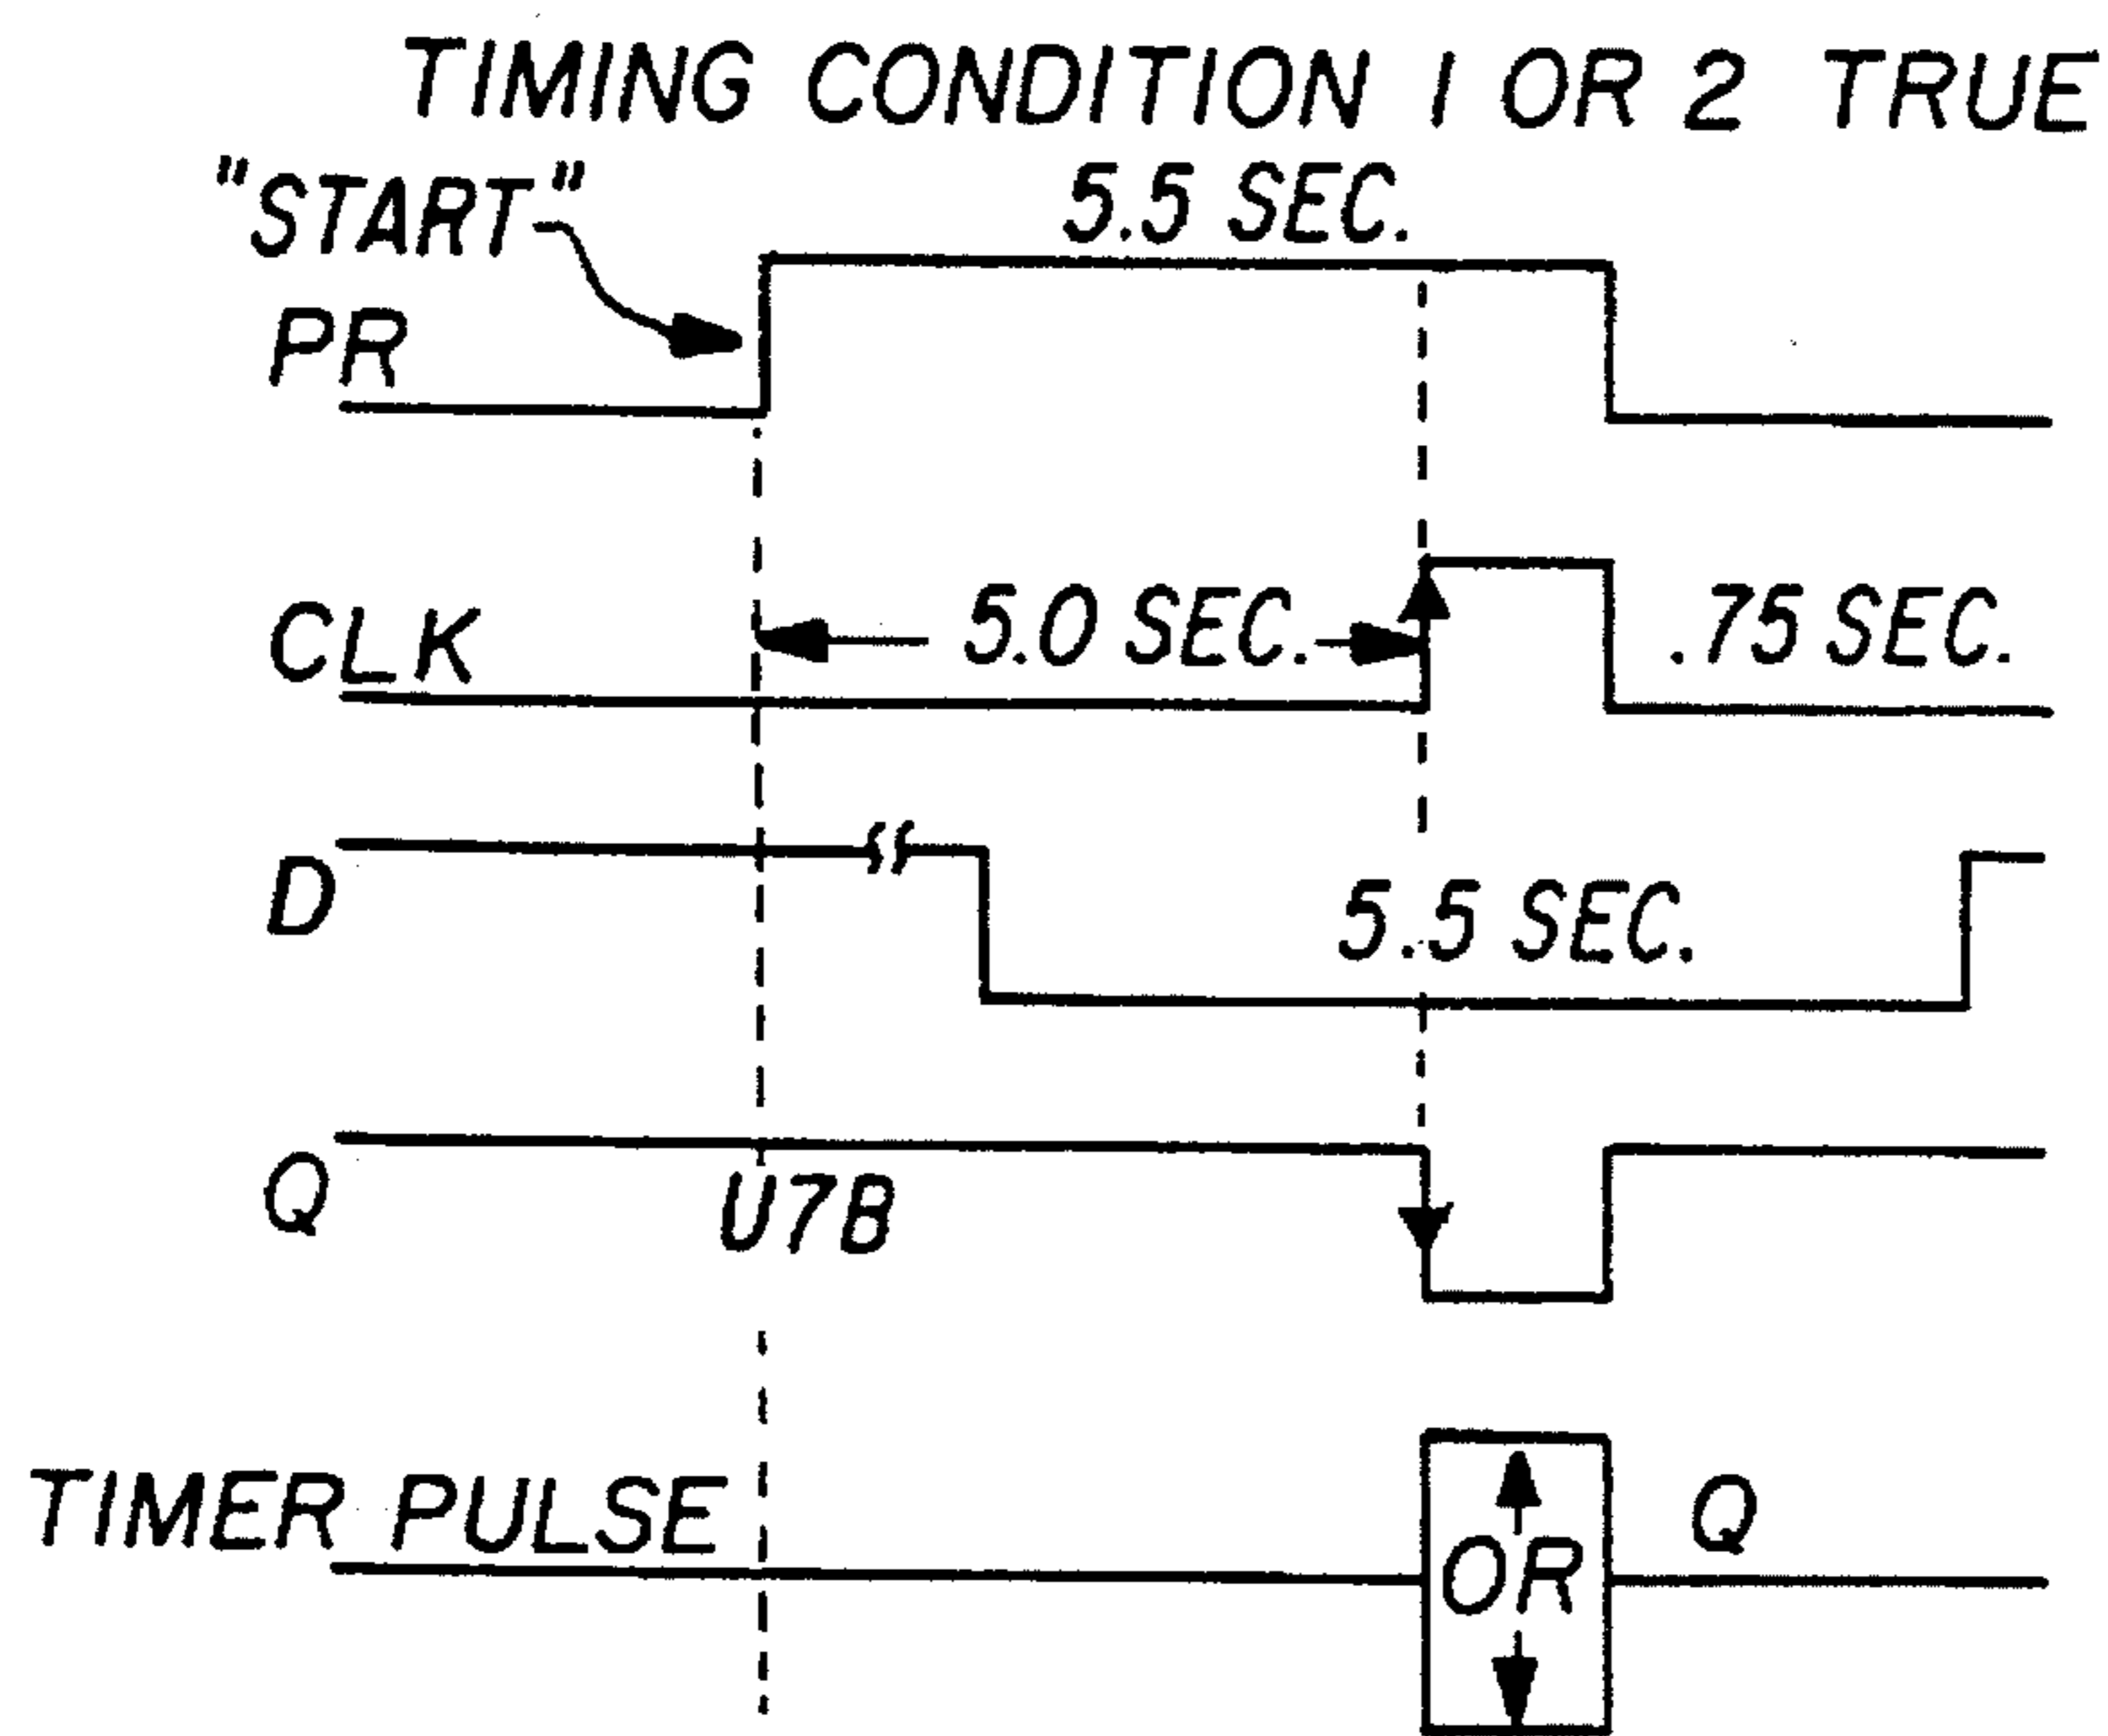 TIMING CONDITION 1 OR 2 TRUE
"START"
5.5 SEC.
PR
CLK
5.0 SEC.
.75 SEC.
D
5.5 SEC.
Q
U7B
TIMER PULSE
OR
Q